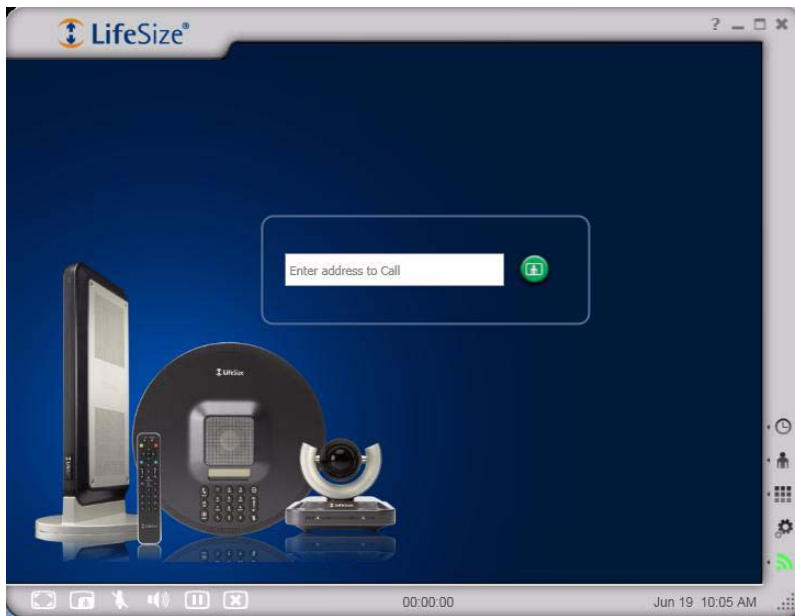 LifeSize®
?
Enter address to Call
LifeSize
00:00:00
Jun 19 10:05 AM